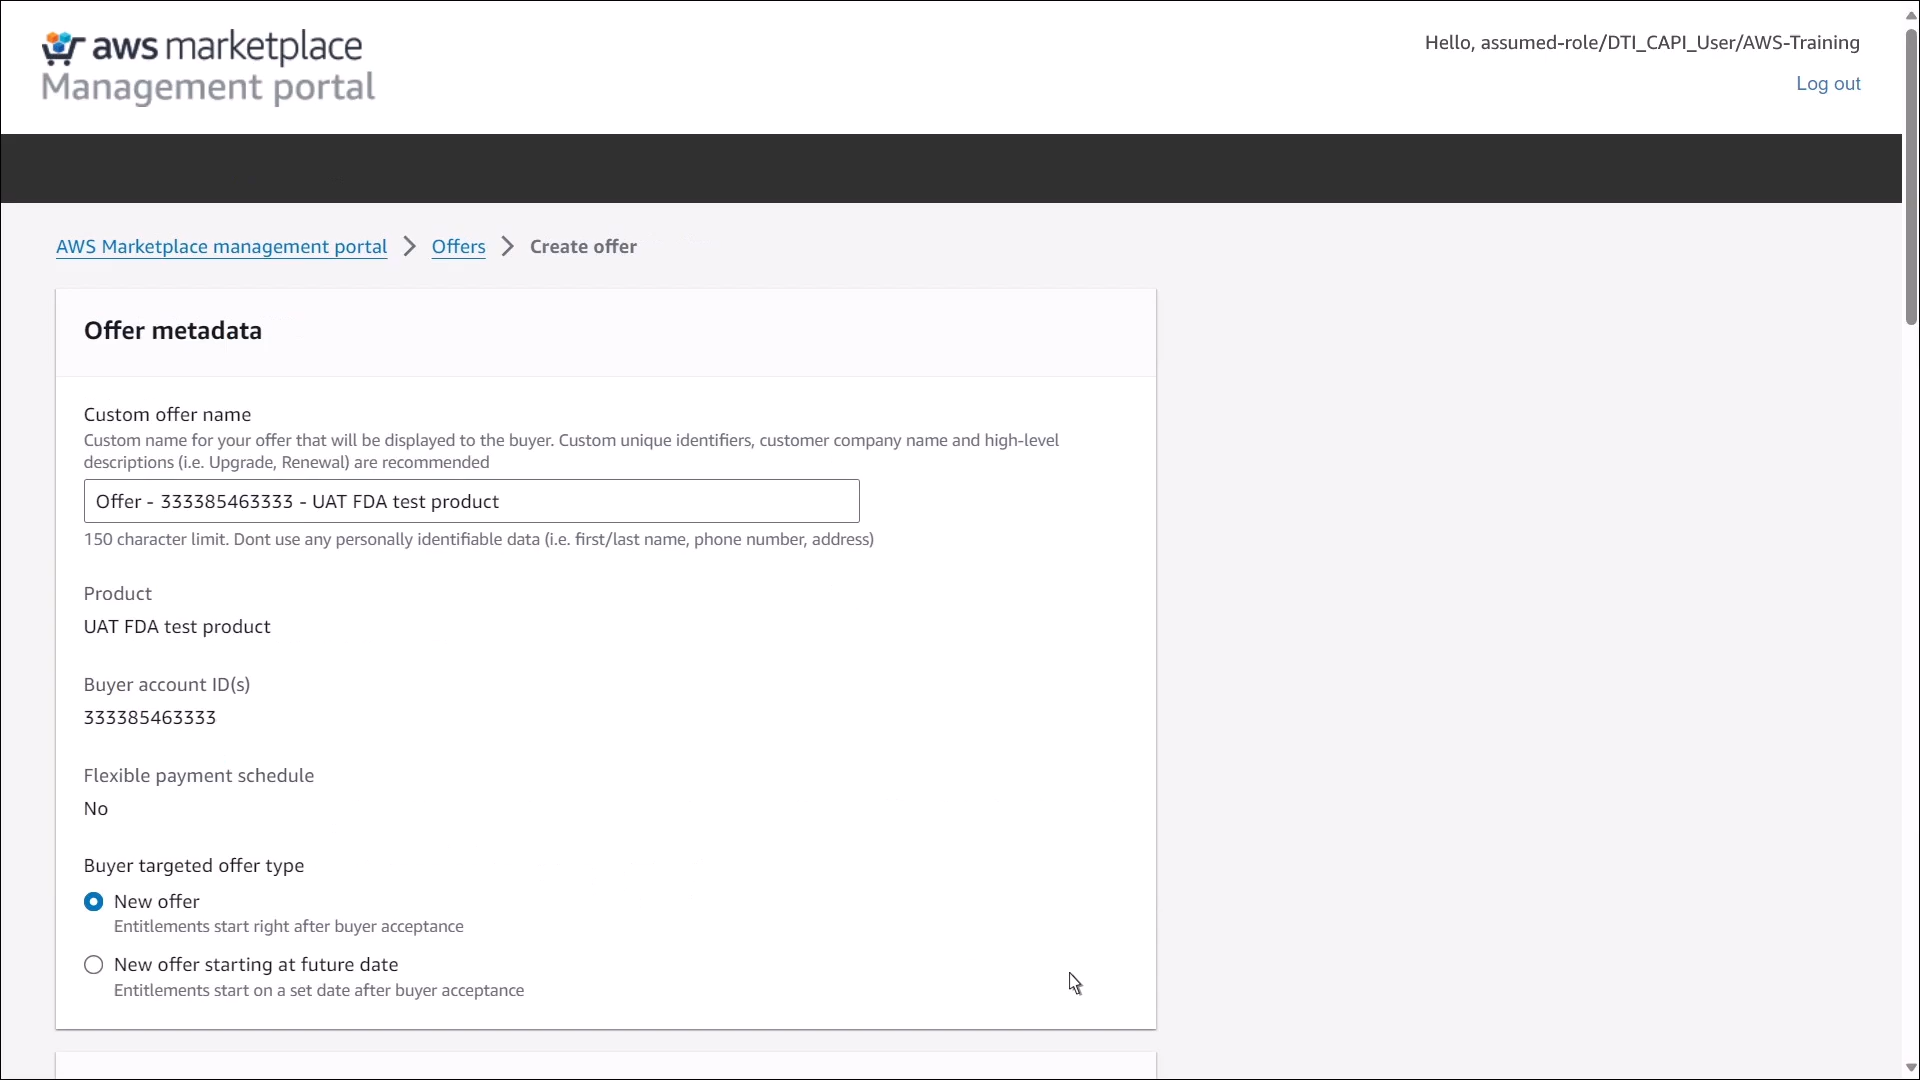 aws marketplace
Management portal
Hello, assumed-role/DTI_CAPI_User/AWS-Training
Log out
AWS Marketplace management portal > Offers > Create offer
Offer metadata
Custom offer name
Custom name for your offer that will be displayed to the buyer. Custom unique identifiers, customer company name and high-level
descriptions (i.e. Upgrade, Renewal) are recommended
Offer - 333385463333 - UAT FDA test product
150 character limit. Dont use any personally identifiable data (i.e. first/last name, phone number, address)
Product
UAT FDA test product
Buyer account ID(s)
333385463333
Flexible payment schedule
No
Buyer targeted offer type
New offer
Entitlements start right after buyer acceptance
New offer starting at future date
Entitlements start on a set date after buyer acceptance